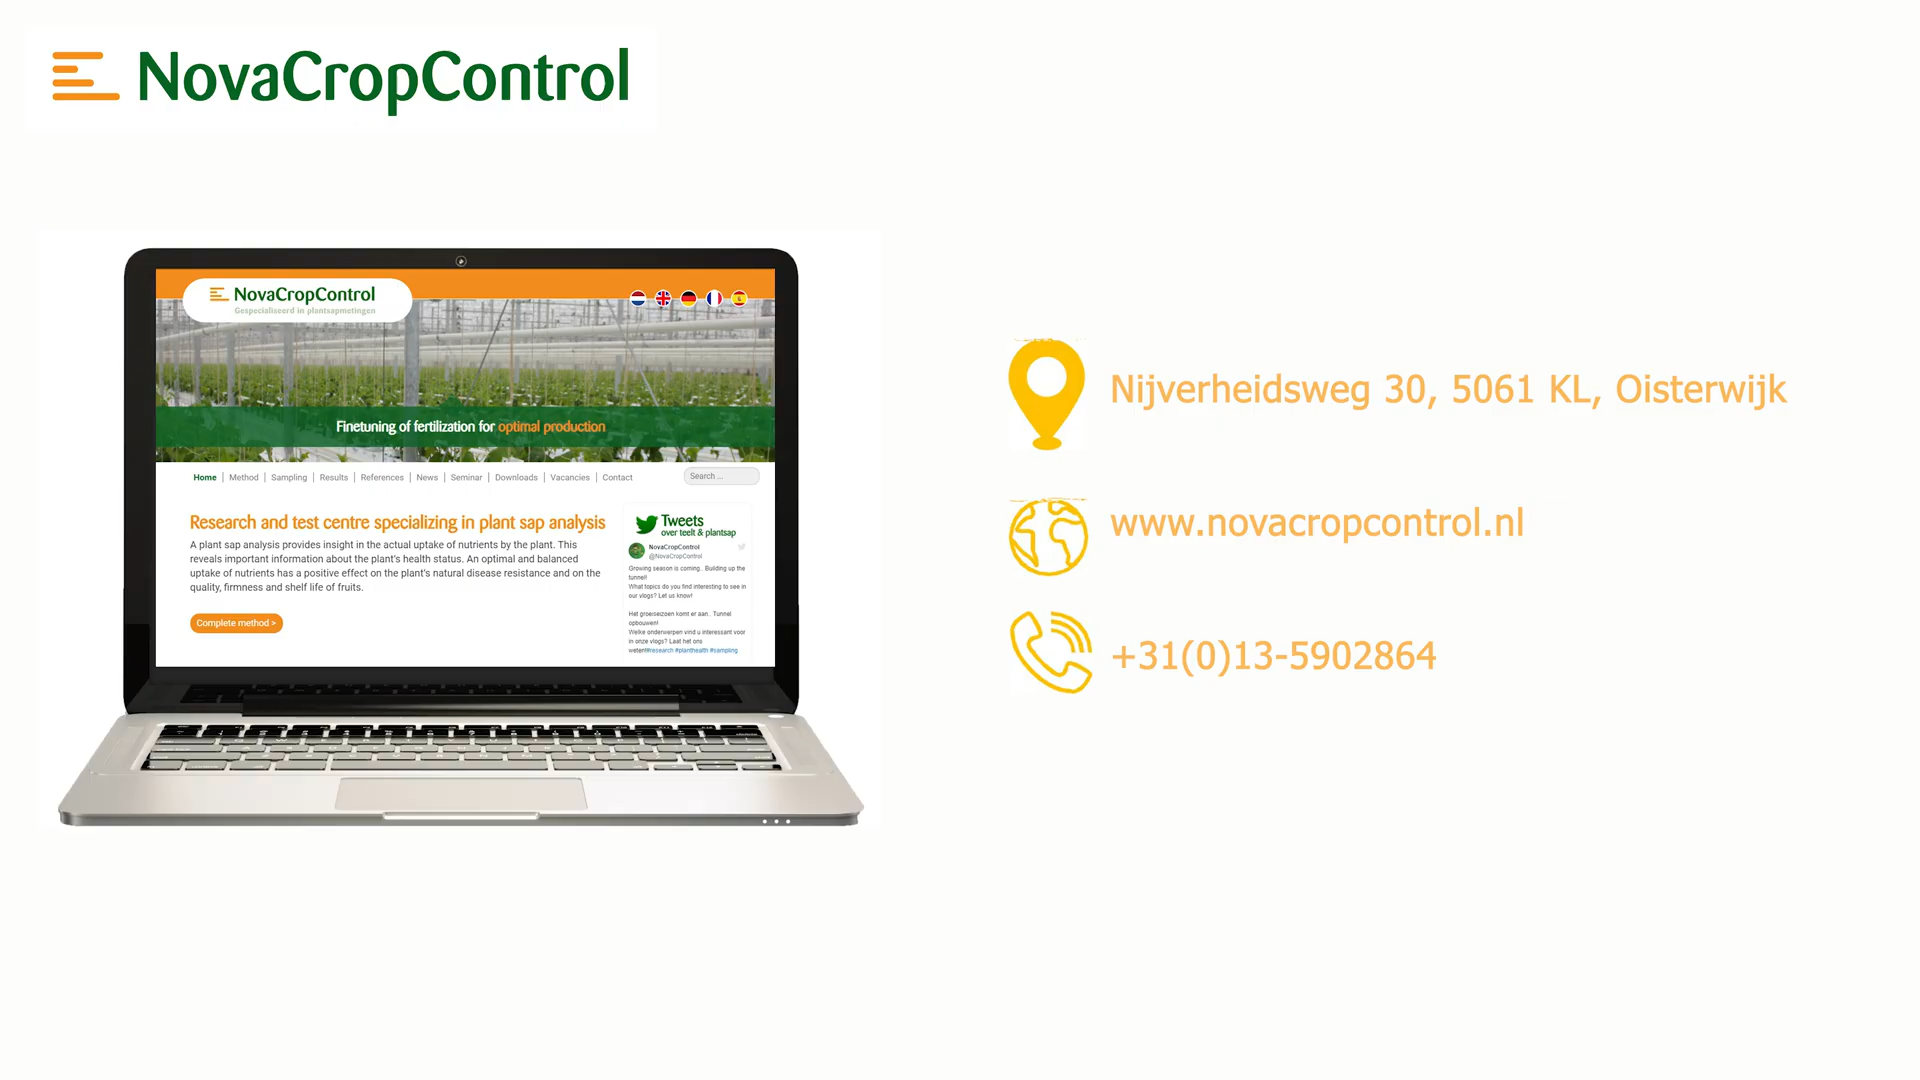 NovaCropControl
NovaCropControl
Gespecialiseerd in plantsapmetingen
Finetuning of fertilization for optimal production
Home | Method | Sampling | Results | References | News | Seminar | Downloads | Vacancies | Contact
Search ...
Research and test centre specializing in plant sap analysis
A plant sap analysis provides insight in the actual uptake of nutrients by the plant. This
reveals important information about the plant's health status. An optimal and balanced
uptake of nutrients has a positive effect on the plant's natural disease resistance and on the
quality, firmness and shelf life of fruits.
Complete method >
Tweets
over teelt & plantsap
NovaCropControl
@NovaCropControl
Growing season is coming.. Building up the
tunnel!
What topics do you find interesting to see in
our vlogs? Let us know!
Het groeiseizoen komt er aan.. Tunnel
opbouwen!
Welke onderwerpen vind u interessant voor
in onze vlogs? Laat het ons
weten!#research #planthealth #sampling
Nijverheidsweg 30, 5061 KL, Oisterwijk
www.novacropcontrol.nl
+31(0)13-5902864